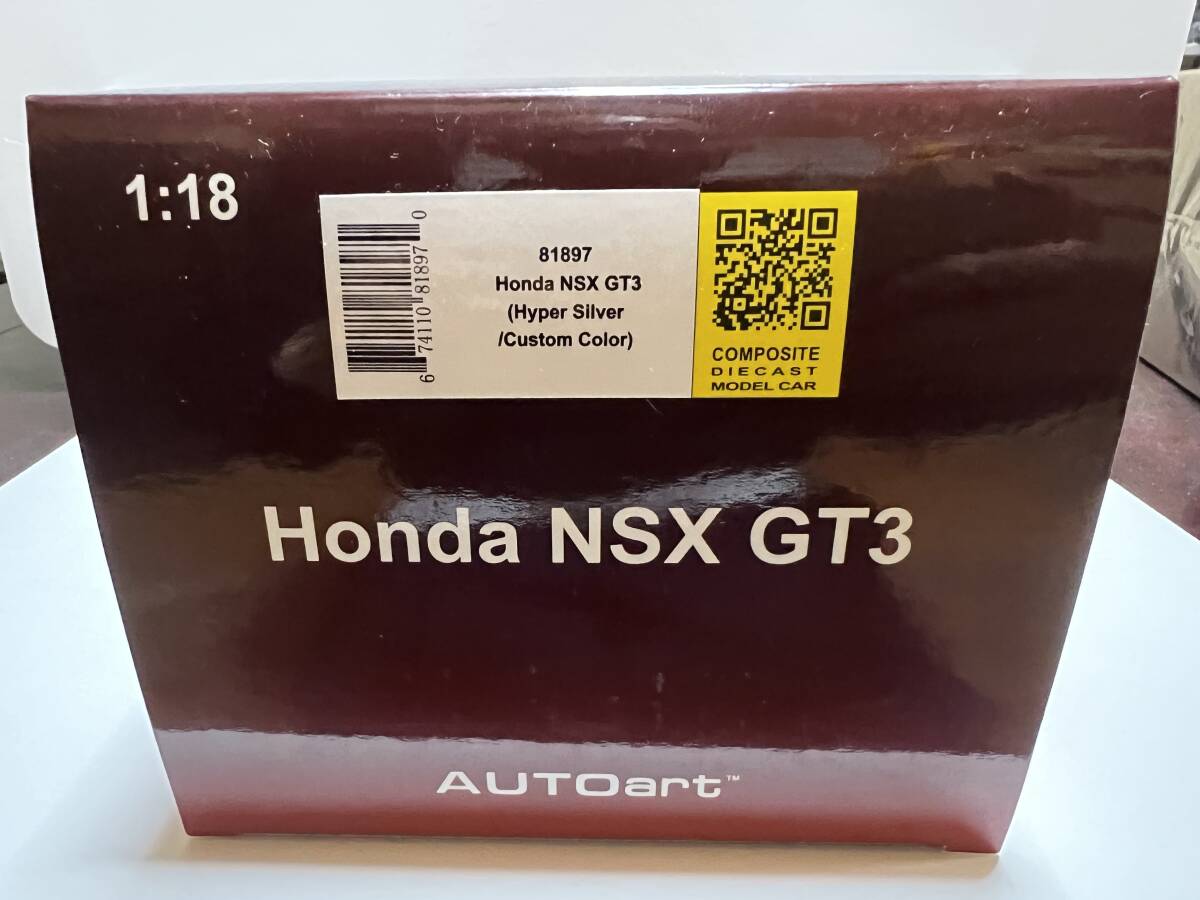 1:18
6 74110 81897 0
81897
Honda NSX GT3
(Hyper Silver
/Custom Color)
COMPOSITE
DIECAST
MODEL CAR
Honda NSX GT3
AUTOart™